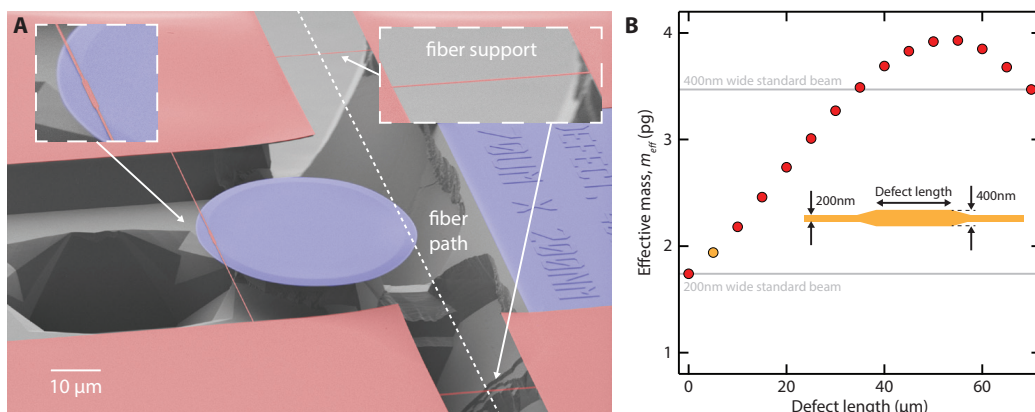 A
fiber support
fiber
path
10 μm
B
Effective mass, meff (pg)
4
3
2
1
400nm wide standard beam
Defect length
200nm
400nm
200nm wide standard beam
0
20
40
60
Defect length (μm)